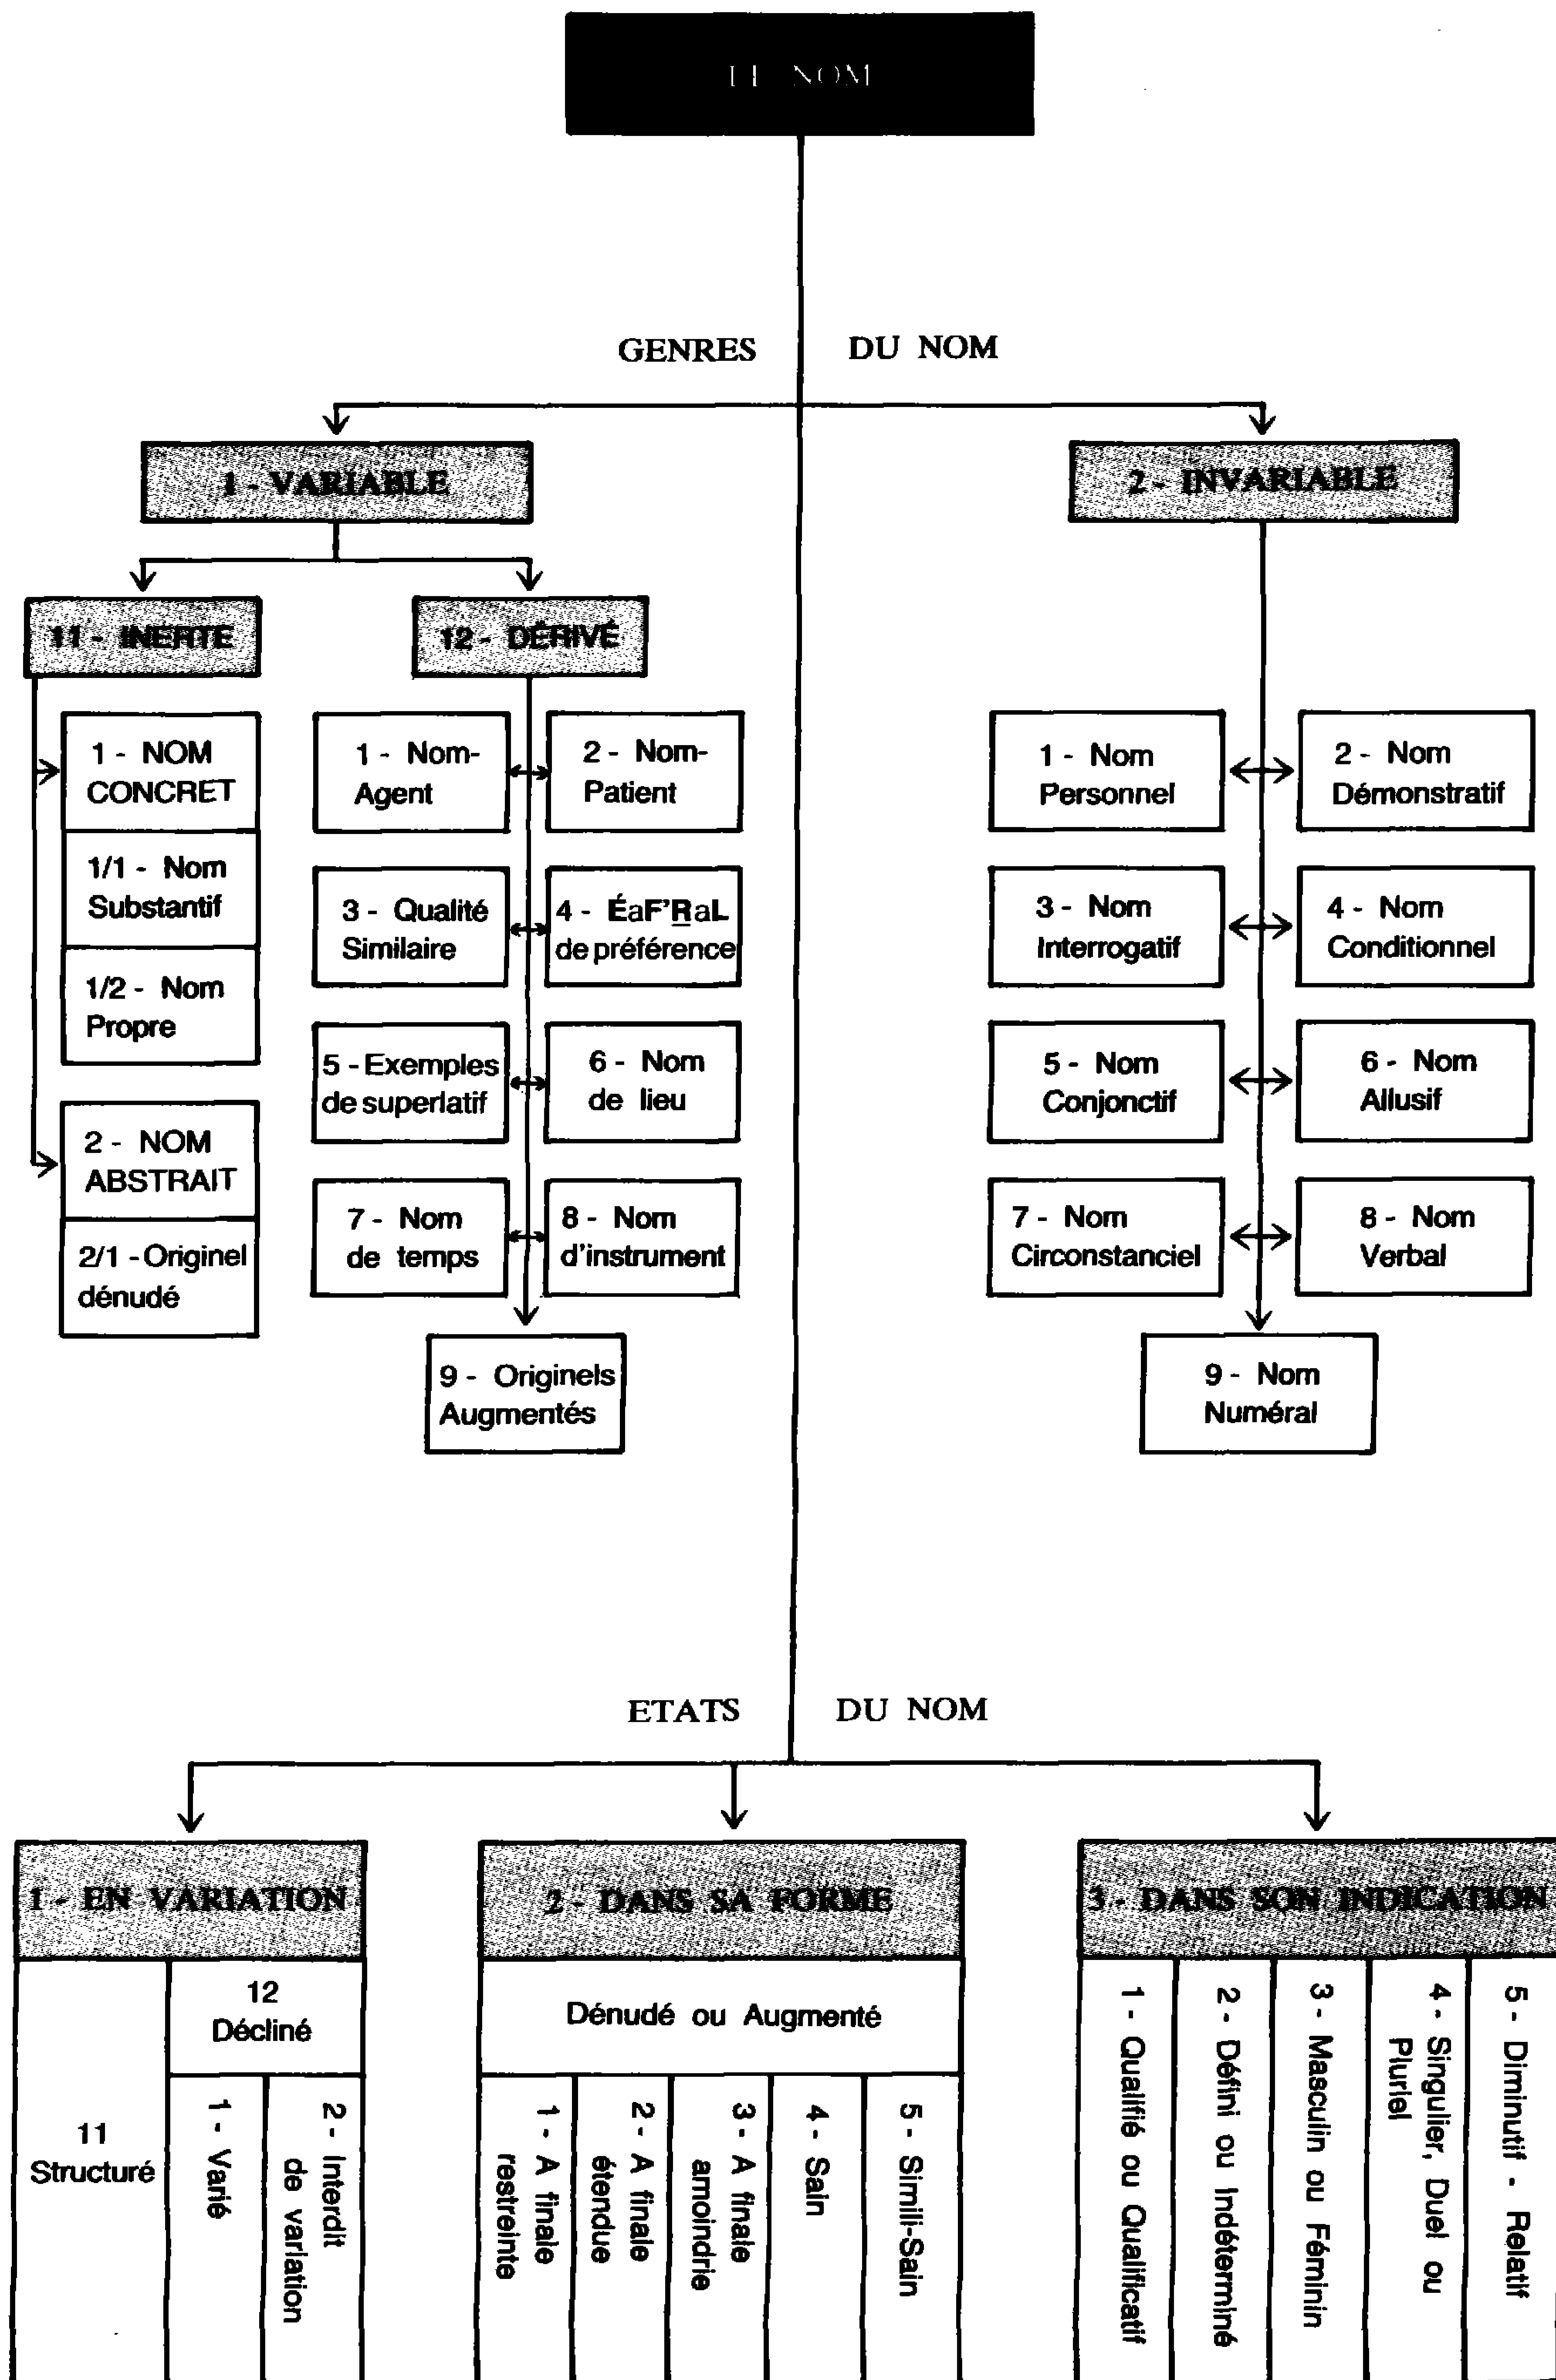 LE NOM
GENRES DU NOM
1 - VARIABLE
2 - INVARIABLE
11 - INERTE
12 - DÉRIVÉ
1 - NOM
CONCRET
1/1 - Nom
Substantif
1/2 - Nom
Propre
2 - NOM
ABSTRAIT
2/1 - Originel
dénudé
1 - Nom-
Agent
2 - Nom-
Patient
3 - Qualité
Similaire
4 - ÉaF'RaL
de préférence
5 - Exemples
de superlatif
6 - Nom
de lieu
7 - Nom
de temps
8 - Nom
d'instrument
9 - Originels
Augmentés
1 - Nom
Personnel
2 - Nom
Démonstratif
3 - Nom
Interrogatif
4 - Nom
Conditionnel
5 - Nom
Conjonctif
6 - Nom
Allusif
7 - Nom
Circonstanciel
8 - Nom
Verbal
9 - Nom
Numéral
ETATS DU NOM
1 - EN VARIATION
11
Structuré
12
Décliné
1 - Varié
2 - Interdit
de variation
2 - DANS SA FORME
Dénudé ou Augmenté
1 - A finale
restreinte
2 - A finale
étendue
3 - A finale
amoindrie
4 - Sain
5 - Simili-Sain
3 - DANS SON INDICATION
1 - Qualifié ou Qualificatif
2 - Défini ou Indéterminé
3 - Masculin ou Féminin
4 - Singulier, Duel ou
Pluriel
5 - Diminutif - Relatif